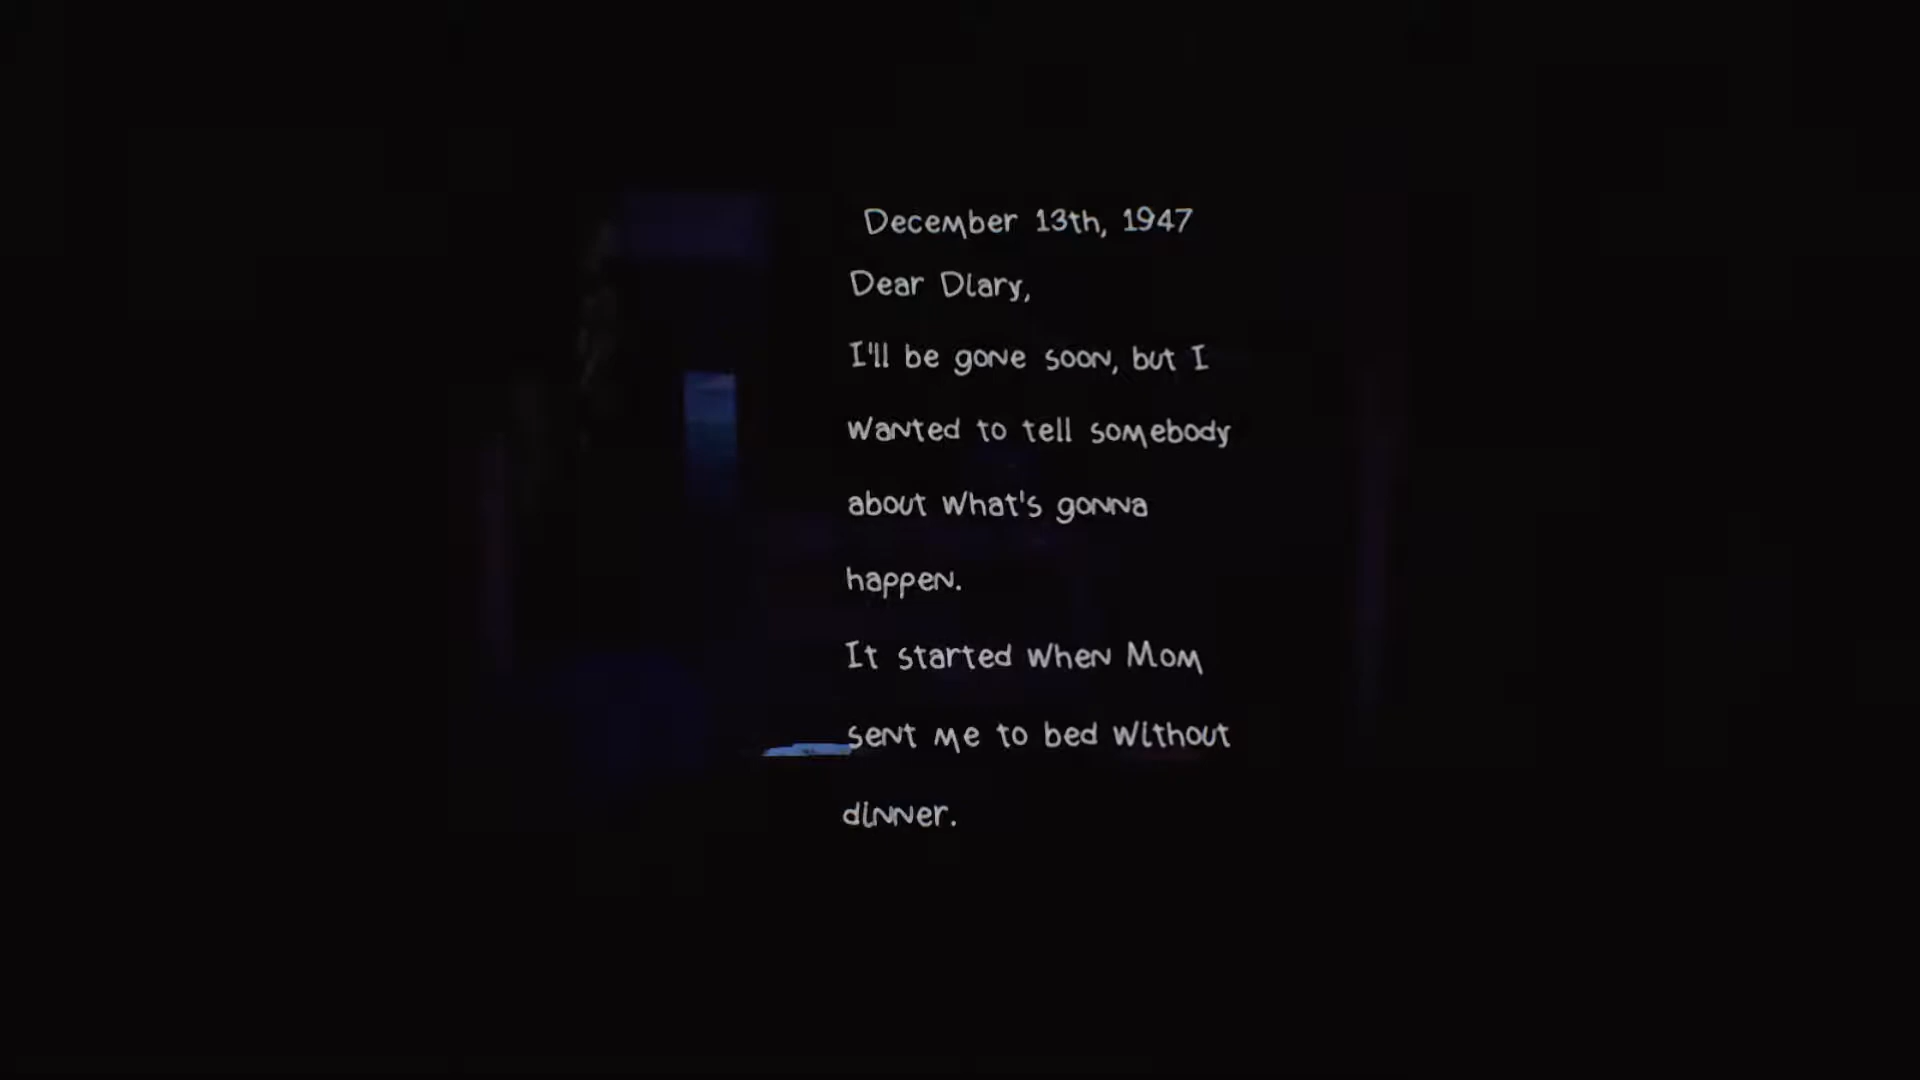 December 13th, 1947
Dear Diary,
I'll be gone soon, but I
wanted to tell somebody
about what's gonna
happen.
It started when Mom
sent me to bed without
dinner.